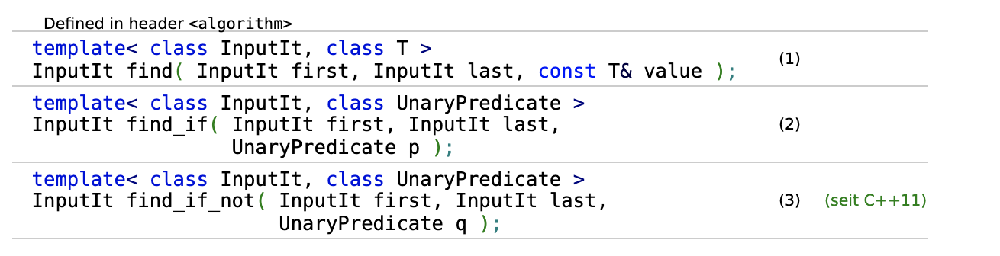 Defined in header <algorithm>
template< class InputIt, class T >
InputIt find( InputIt first, InputIt last, const T& value );
(1)
template< class InputIt, class UnaryPredicate >
InputIt find_if( InputIt first, InputIt last,
UnaryPredicate p );
(2)
template< class InputIt, class UnaryPredicate >
InputIt find_if_not( InputIt first, InputIt last,
UnaryPredicate q );
(3) (seit C++11)